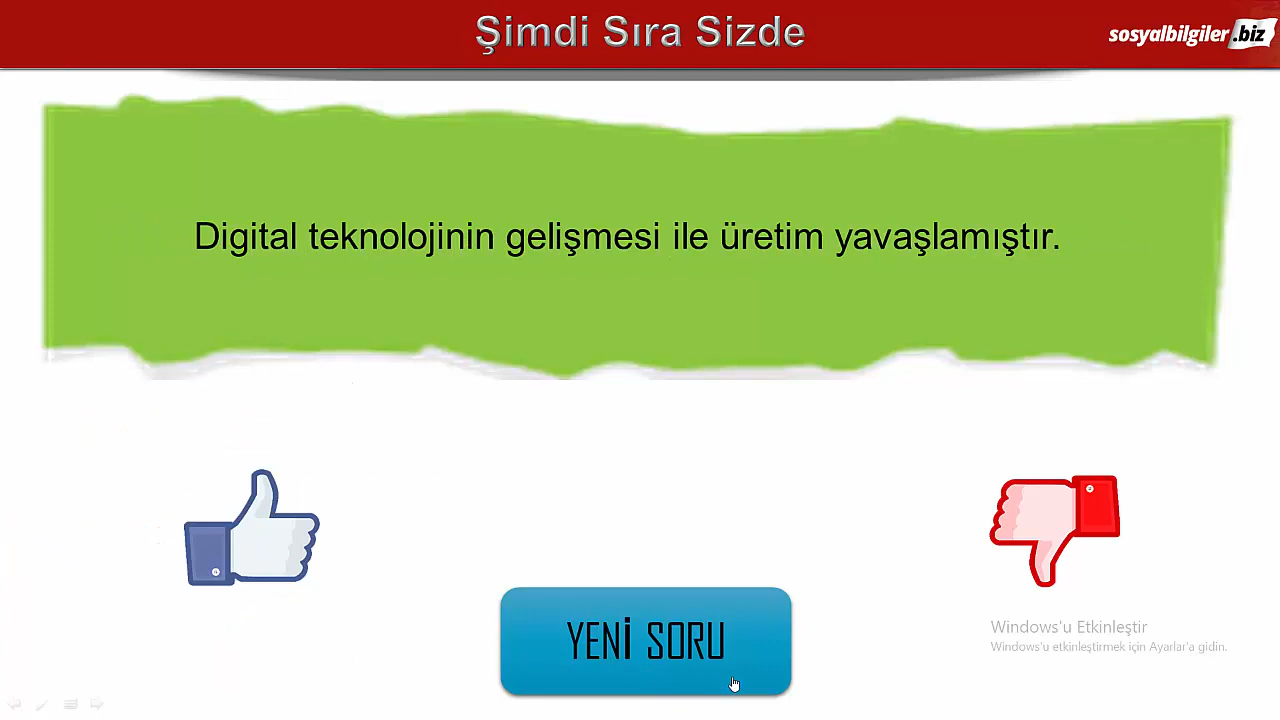 Şimdi Sıra Sizde
sosyalbilgiler.biz
Digital teknolojinin gelişmesi ile üretim yavaşlamıştır.
YENİ SORU
Windows'u Etkinleştir
Windows'u etkinleştirmek için Ayarlar'a gidin.